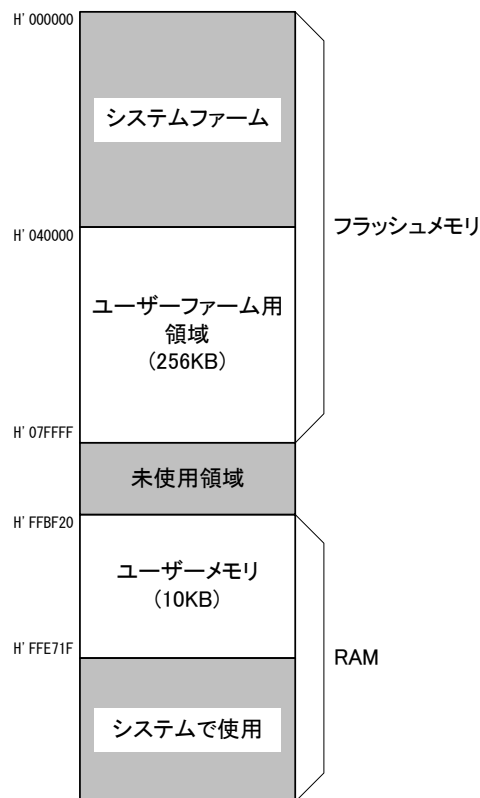 H'000000
システムファーム
フラッシュメモリ
H'040000
ユーザーファーム用
領域
(256KB)
H'07FFFF
未使用領域
H'FFBF20
ユーザーメモリ
(10KB)
H'FFE71F
RAM
システムで使用